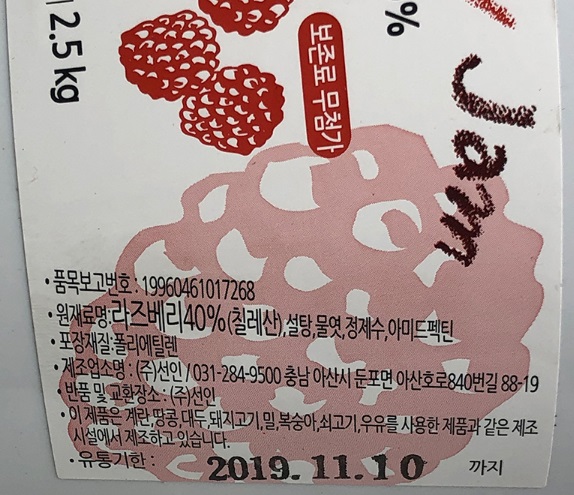 2.5 kg
%
보존료 무첨가
Jam
• 품목보고번호 : 19960461017268
• 원재료명:라즈베리40%(칠레산),설탕,물엿,정제수,아미드펙틴
• 포장재질:폴리에틸렌
• 제조업소명 : (주)선인 / 031-284-9500 충남 아산시 둔포면 아산호로840번길 88-19
반품 및 교환장소 : (주)선인
• 이 제품은 계란,땅콩,대두,돼지고기,밀,복숭아,쇠고기,우유를 사용한 제품과 같은 제조
시설에서 제조하고 있습니다.
• 유통기한 : 2019.11.10 까지